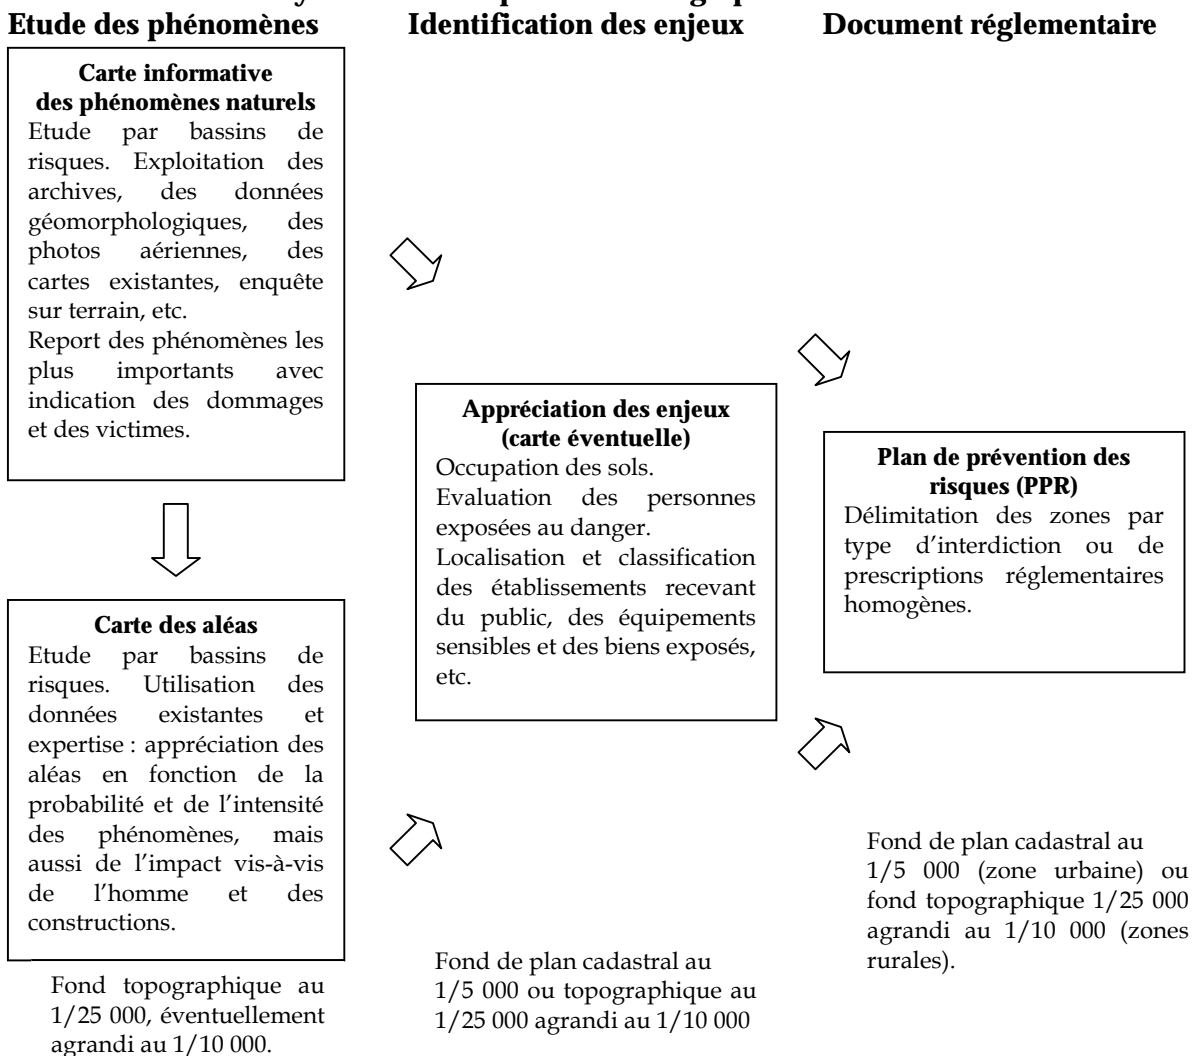 Etude des phénomènes
Identification des enjeux
Document réglementaire
Carte informative
des phénomènes naturels
Etude par bassins de
risques. Exploitation des
archives, des données
géomorphologiques, des
photos aériennes, des
cartes existantes, enquête
sur terrain, etc.
Report des phénomènes les
plus importants avec
indication des dommages
et des victimes.
Carte des aléas
Etude par bassins de
risques. Utilisation des
données existantes et
expertise : appréciation des
aléas en fonction de la
probabilité et de l'intensité
des phénomènes, mais
aussi de l'impact vis-à-vis
de l'homme et des
constructions.
Fond topographique au
1/25 000, éventuellement
agrandi au 1/10 000.
Appréciation des enjeux
(carte éventuelle)
Occupation des sols.
Evaluation des personnes
exposées au danger.
Localisation et classification
des établissements recevant
du public, des équipements
sensibles et des biens exposés,
etc.
Fond de plan cadastral au
1/5 000 ou topographique au
1/25 000 agrandi au 1/10 000
Plan de prévention des
risques (PPR)
Délimitation des zones par
type d'interdiction ou de
prescriptions réglementaires
homogènes.
Fond de plan cadastral au
1/5 000 (zone urbaine) ou
fond topographique 1/25 000
agrandi au 1/10 000 (zones
rurales).